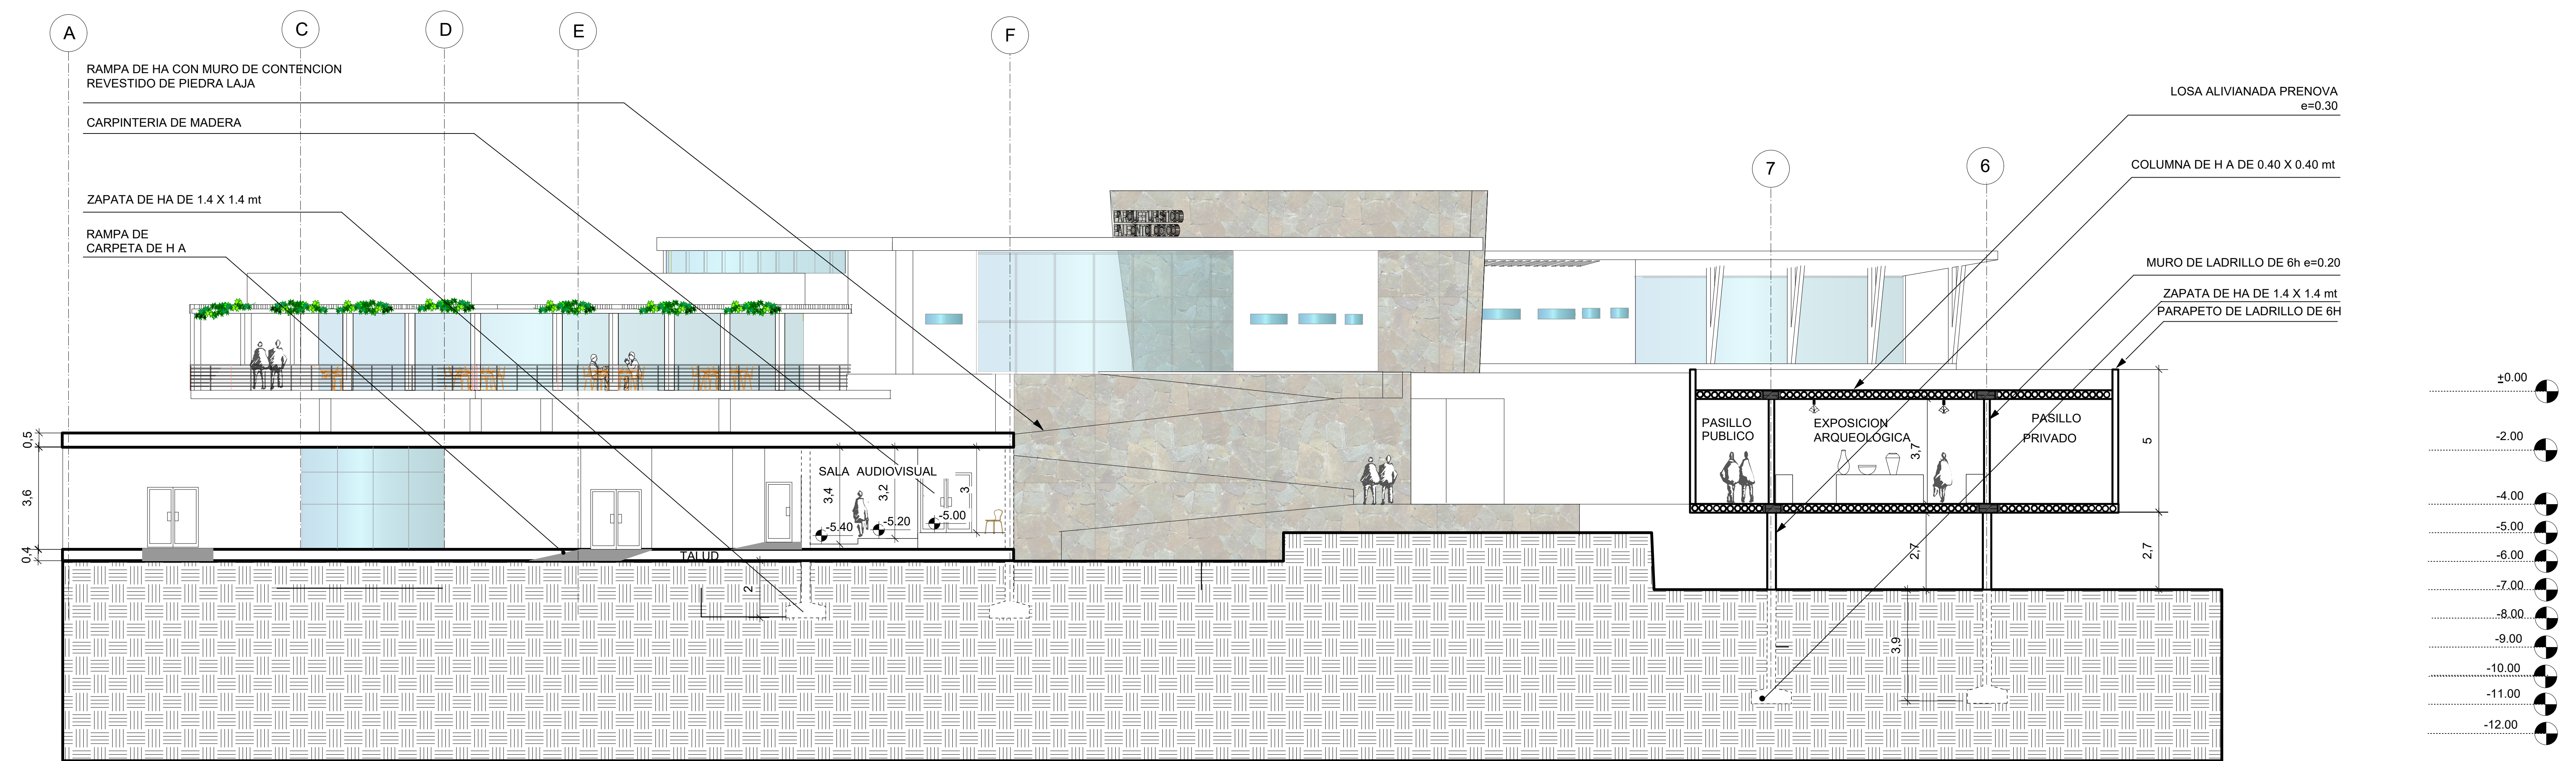 A
C
D
E
F
7
6
RAMPA DE HA CON MURO DE CONTENCION
REVESTIDO DE PIEDRA LAJA
CARPINTERIA DE MADERA
ZAPATA DE HA DE 1.4 X 1.4 mt
RAMPA DE
CARPETA DE H A
LOSA ALIVIANADA PRENOVA
e=0.30
COLUMNA DE H A DE 0.40 X 0.40 mt
MURO DE LADRILLO DE 6h e=0.20
ZAPATA DE HA DE 1.4 X 1.4 mt
PARAPETO DE LADRILLO DE 6H
0,5
3,6
0,4
SALA AUDIOVISUAL
3,4
3,2
3
-5.40
-5.20
-5.00
TALUD
2
PASILLO
PUBLICO
EXPOSICION
ARQUEOLOGICA
PASILLO
PRIVADO
3,7
5
2,7
2,7
3,9
±0.00
-2.00
-4.00
-5.00
-6.00
-7.00
-8.00
-9.00
-10.00
-11.00
-12.00